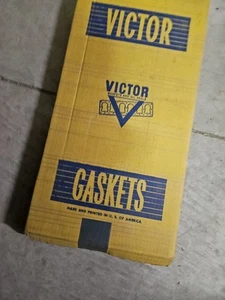 VICTOR
VICTOR
GASKETS
MADE AND PRINTED IN U. S. OF AMERICA